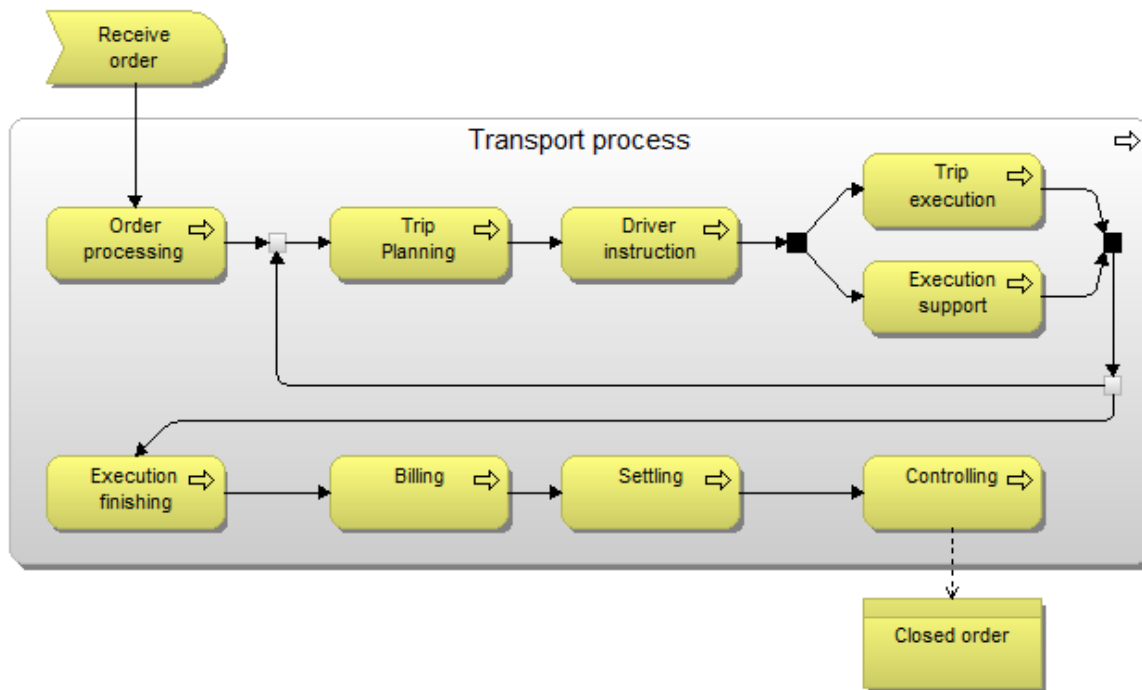 Receive
order
Transport process
Order
processing
Trip
Planning
Driver
instruction
Trip
execution
Execution
support
Execution
finishing
Billing
Settling
Controlling
Closed order